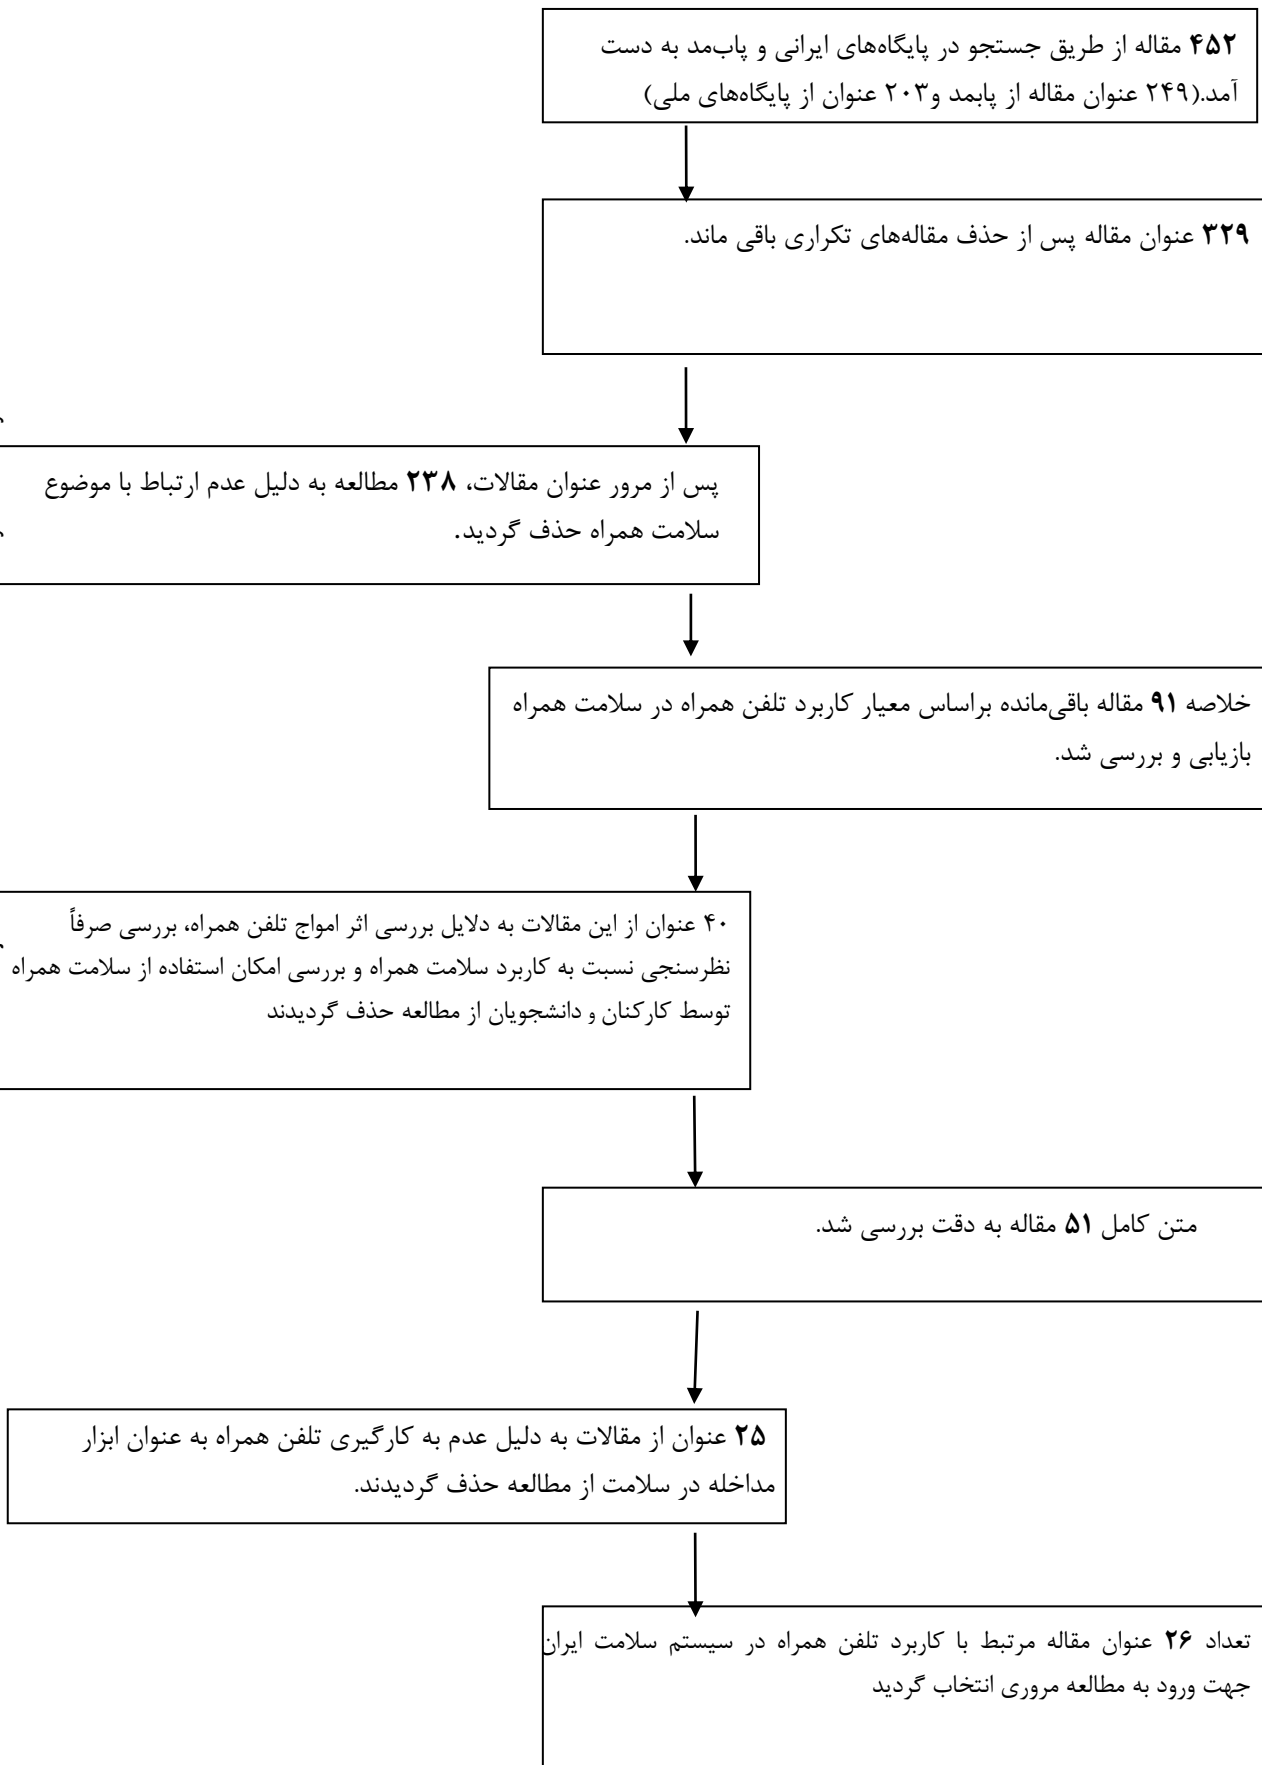 ۴۵۲ مقاله از طریق جستجو در پایگاه‌های ایرانی و پاب‌مد به دست
آمد.(۲۴۹ عنوان مقاله از پابمد و۲۰۳ عنوان از پایگاه‌های ملی)
۳۲۹ عنوان مقاله پس از حذف مقاله‌های تکراری باقی ماند.
پس از مرور عنوان مقالات، ۲۳۸ مطالعه به دلیل عدم ارتباط با موضوع
سلامت همراه حذف گردید.
خلاصه ۹۱ مقاله باقی‌مانده براساس معیار کاربرد تلفن همراه در سلامت همراه
بازیابی و بررسی شد.
۴۰ عنوان از این مقالات به دلایل بررسی اثر امواج تلفن همراه، بررسی صرفاً
نظرسنجی نسبت به کاربرد سلامت همراه و بررسی امکان استفاده از سلامت همراه
توسط کارکنان و دانشجویان از مطالعه حذف گردیدند
متن کامل ۵۱ مقاله به دقت بررسی شد.
۲۵ عنوان از مقالات به دلیل عدم به کارگیری تلفن همراه به عنوان ابزار
مداخله در سلامت از مطالعه حذف گردیدند.
تعداد ۲۶ عنوان مقاله مرتبط با کاربرد تلفن همراه در سیستم سلامت ایران
جهت ورود به مطالعه مروری انتخاب گردید